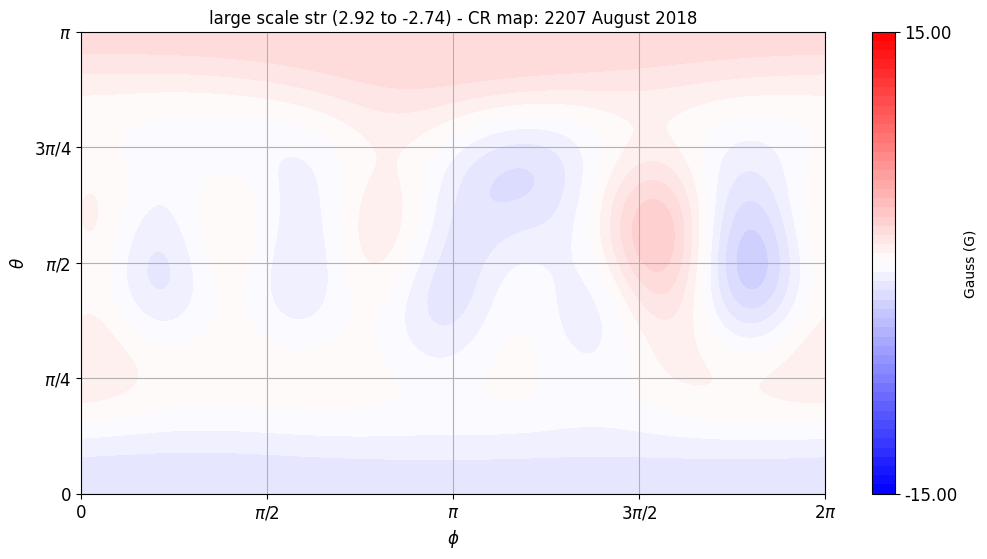 large scale str (2.92 to -2.74) - CR map: 2207 August 2018
π
3π/4
π/2
π/4
0
θ
0
π/2
π
3π/2
2π
ϕ
15.00
-15.00
Gauss (G)